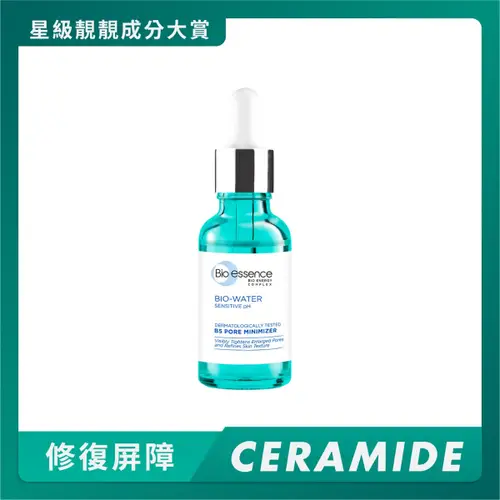 星級靚靚成分大賞
Bio essence
BIO ENERGY
COMPLEX
BIO-WATER
SENSITIVE pH
DERMATOLOGICALLY TESTED
B5 PORE MINIMIZER
Visibly Tightens Enlarged Pores
and Refines Skin Texture
修復屏障
CERAMIDE